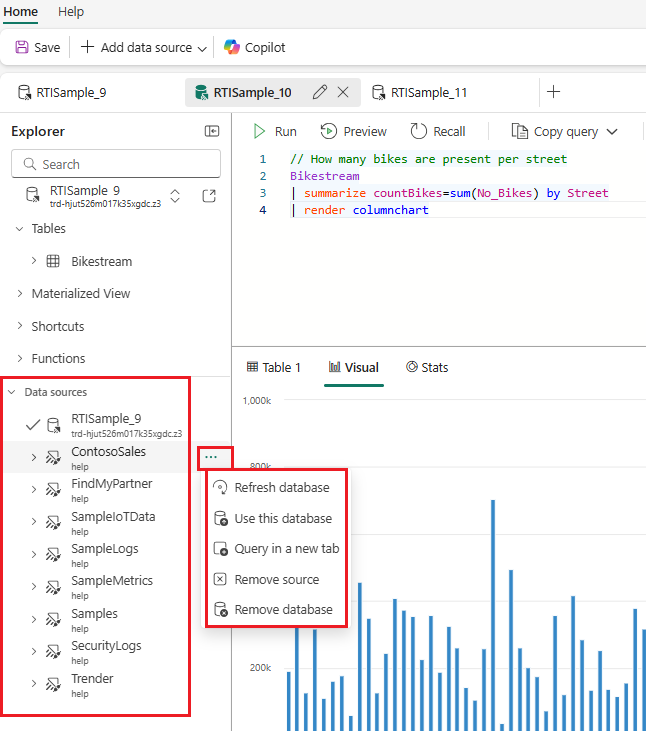 Home Help
Save Add data source Copilot
RTISample_9 RTISample_10 RTISample_11
Explorer
Search
RTISample_9
trd-hjut526m017k35xgdc.z3
Tables
Bikestream
Materialized View
Shortcuts
Functions
Data sources
RTISample_9
trd-hjut526m017k35xgdc.z3
ContosoSales
help
FindMyPartner
help
SampleIoTData
help
SampleLogs
help
SampleMetrics
help
Samples
help
SecurityLogs
help
Trender
help
...
Refresh database
Use this database
Query in a new tab
Remove source
Remove database
Run Preview Recall Copy query
1 // How many bikes are present per street
2 Bikestream
3 | summarize countBikes=sum(No_Bikes) by Street
4 | render columnchart
Table 1 Visual Stats
1,000k
800k
200k